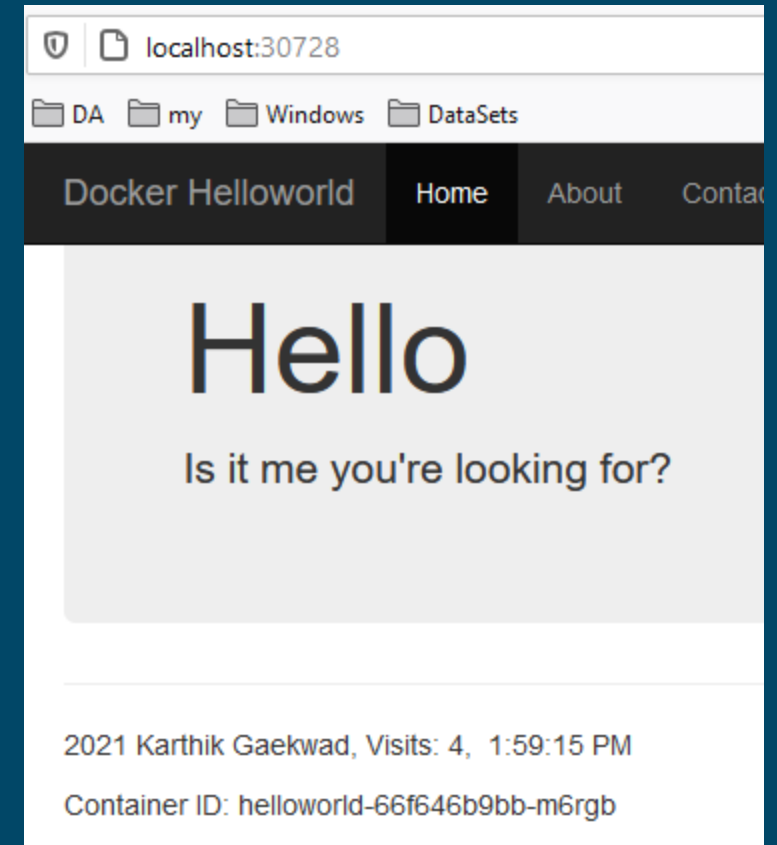 localhost:30728
DA my Windows DataSets
Docker Helloworld Home About
Hello
Is it me you're looking for?
2021 Karthik Gaekwad, Visits: 4, 1:59:15 PM
Container ID: helloworld-66f646b9bb-m6rgb